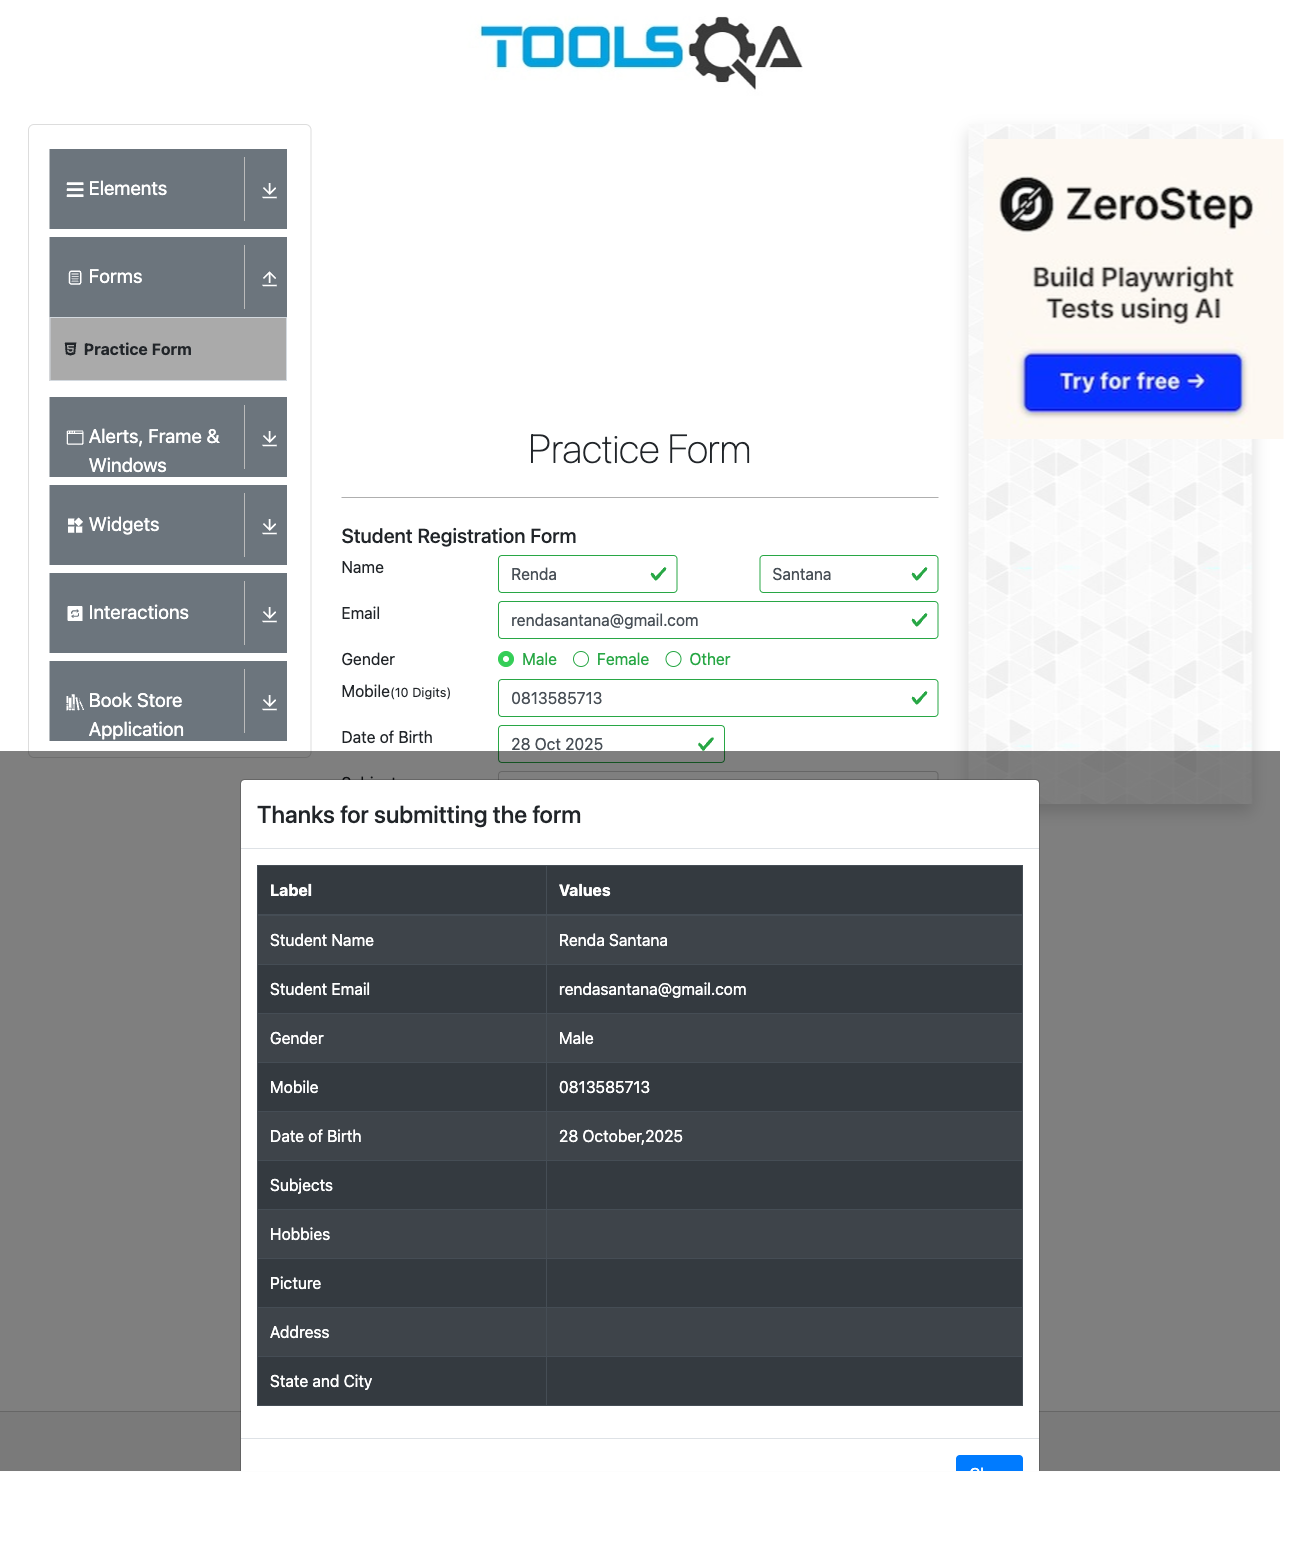 TOOLSQA
Elements
Forms
Practice Form
Alerts, Frame &
Windows
Widgets
Interactions
Book Store
Application
ZeroStep
Build Playwright
Tests using AI
Try for free →
Practice Form
Student Registration Form
Name Renda Santana
Email rendasantana@gmail.com
Gender Male Female Other
Mobile(10 Digits) 0813585713
Date of Birth 28 Oct 2025
Thanks for submitting the form
Label Values
Student Name Renda Santana
Student Email rendasantana@gmail.com
Gender Male
Mobile 0813585713
Date of Birth 28 October,2025
Subjects
Hobbies
Picture
Address
State and City